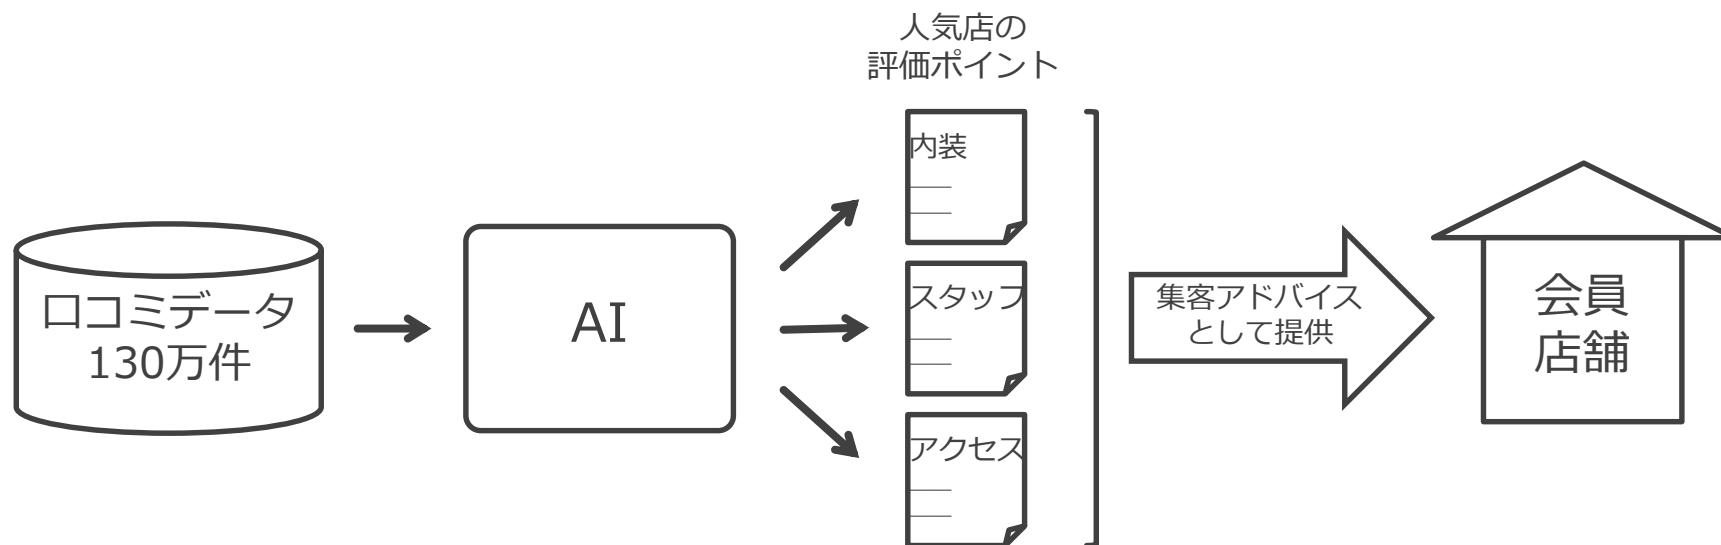 人気店の
評価ポイント
口コミデータ
130万件
AI
内装
スタッフ
アクセス
集客アドバイス
として提供
会員
店舗